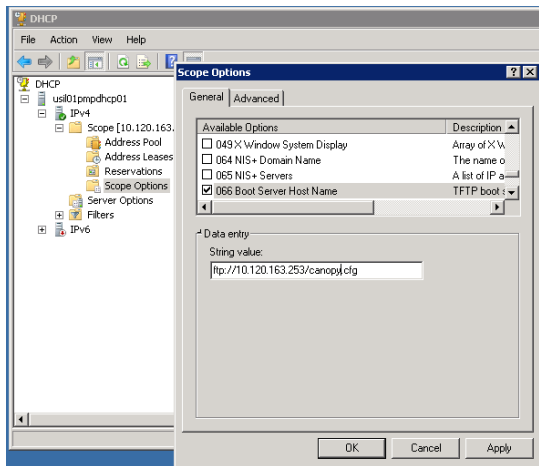 DHCP
File Action View Help
DHCP
usil01pmpdhcp01
IPv4
Scope [10.120.163.
Address Pool
Address Leases
Reservations
Scope Options
Server Options
Filters
IPv6
Scope Options
General Advanced
Available Options Description
049 X Window System Display Array of X W
064 NIS+ Domain Name The name o
065 NIS+ Servers A list of IP a
066 Boot Server Host Name TFTP boot s
Data entry
String value:
ftp://10.120.163.253/canopy.cfg
OK Cancel Apply